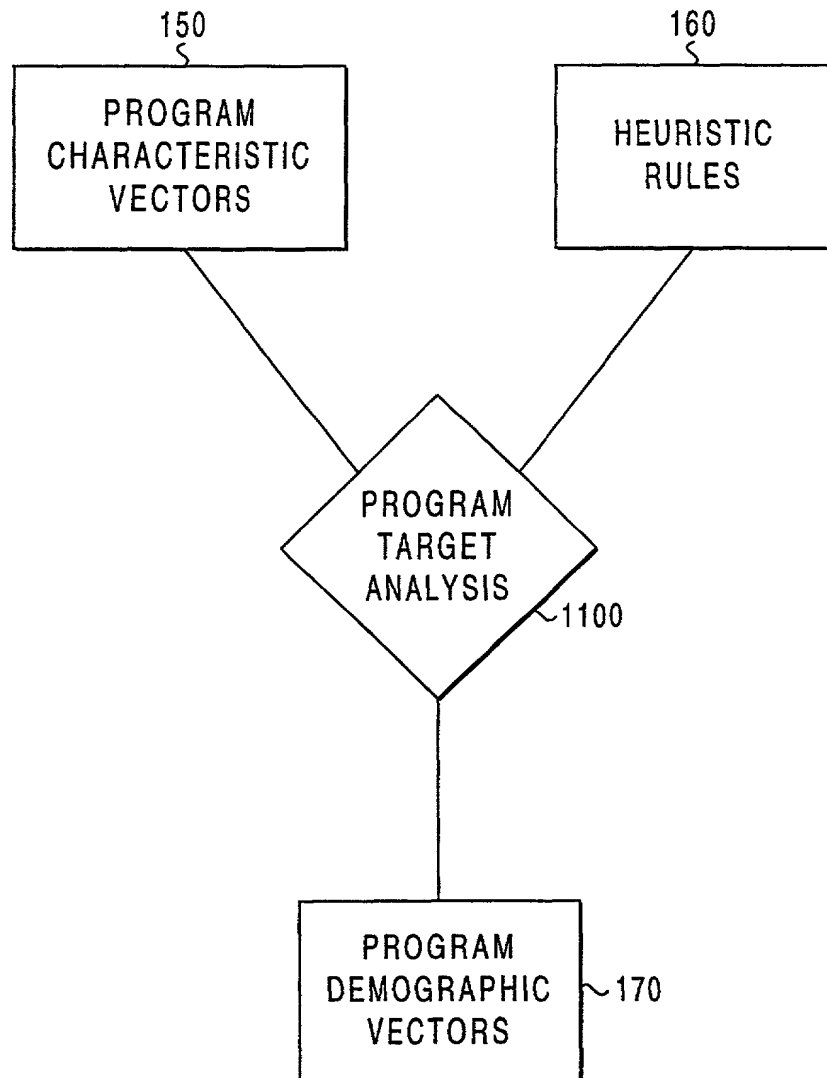 150
160
PROGRAM
CHARACTERISTIC
VECTORS
HEURISTIC
RULES
PROGRAM
TARGET
ANALYSIS
1100
PROGRAM
DEMOGRAPHIC
VECTORS
170